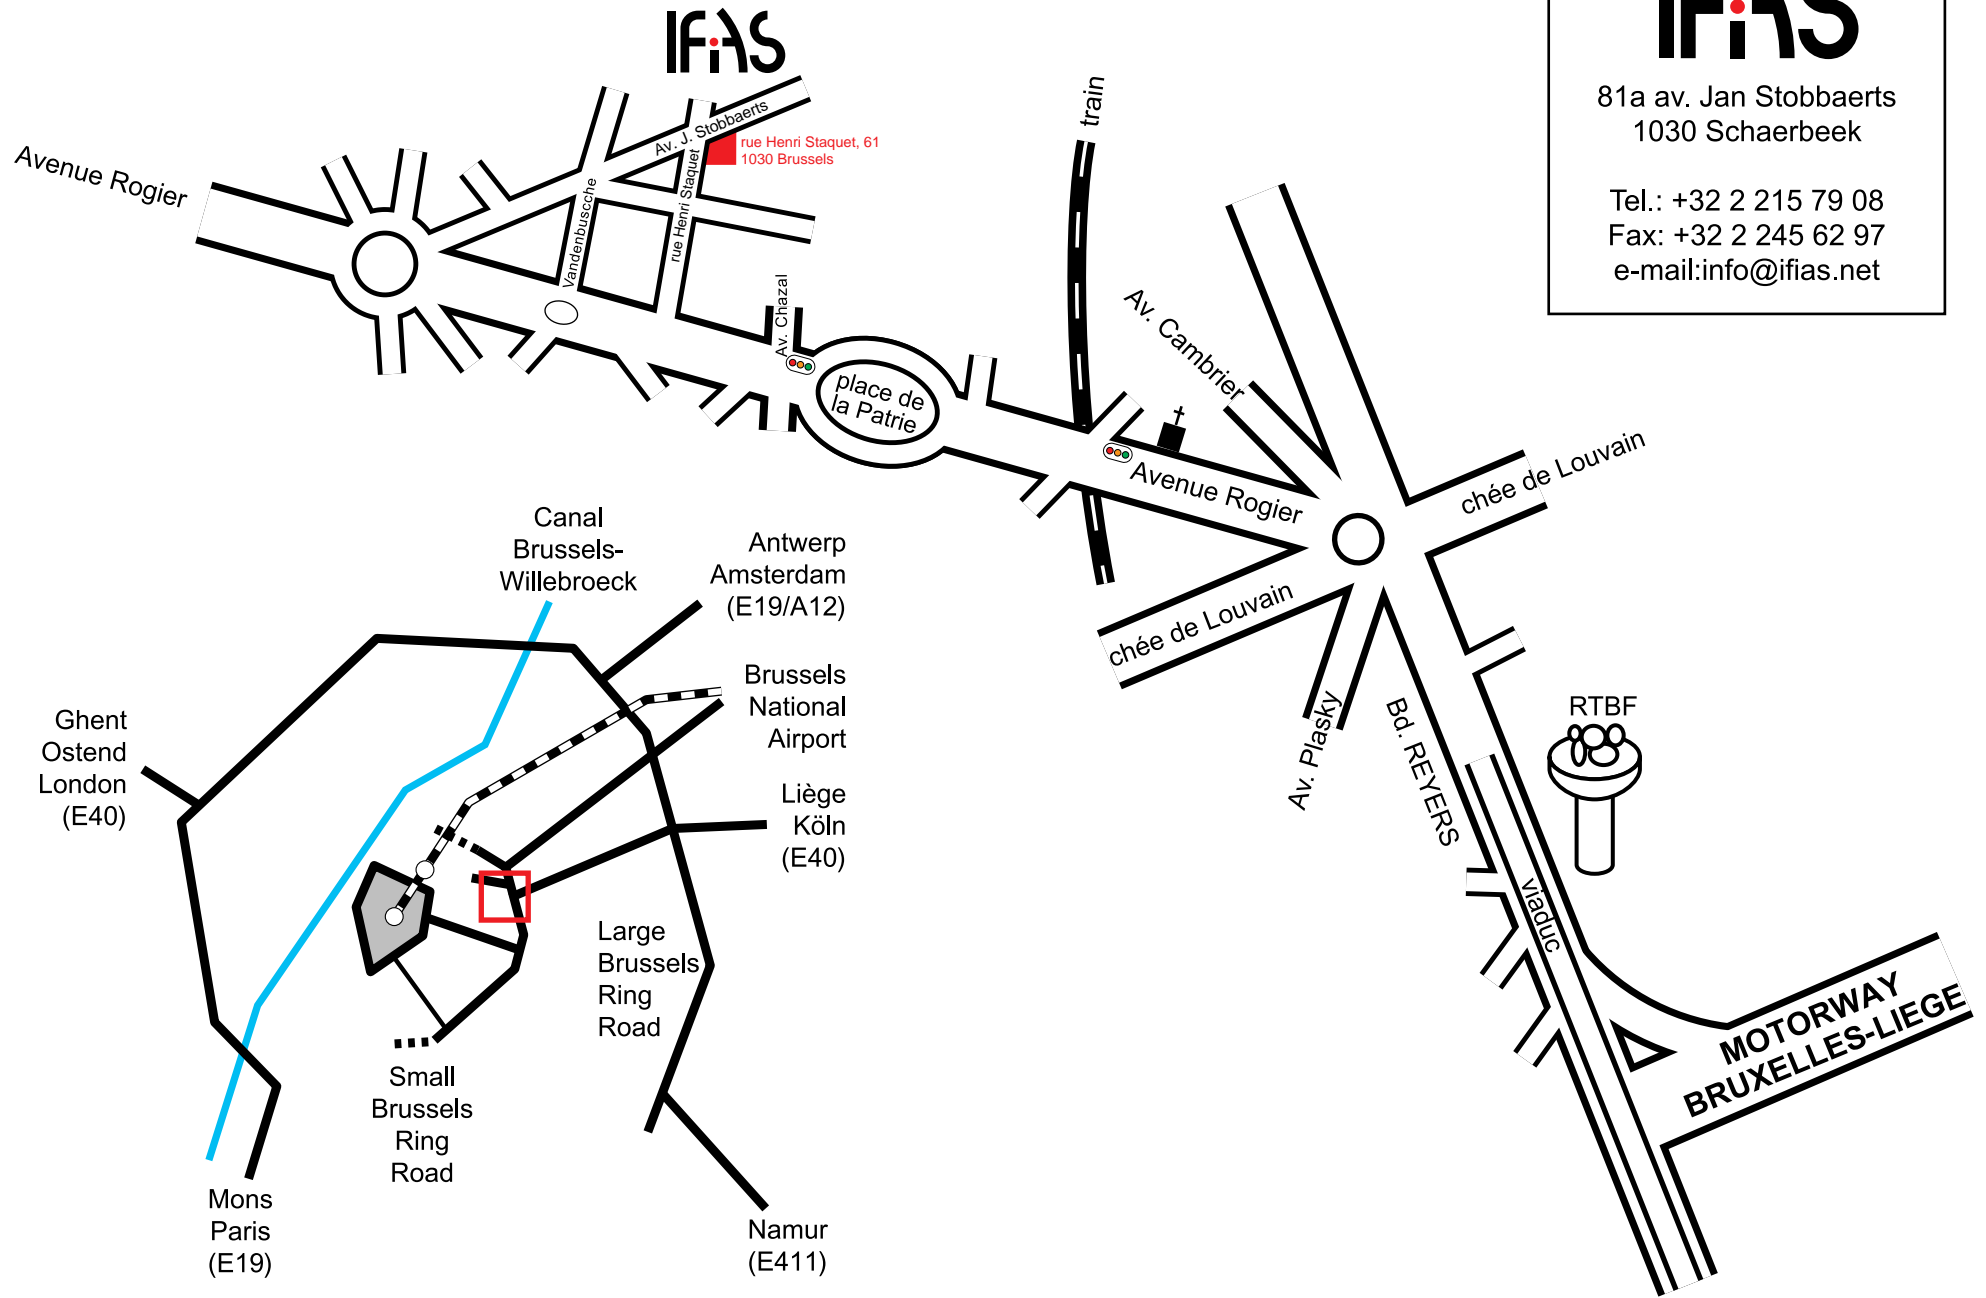 IFiAS
IFiAS
81a av. Jan Stobbaerts
1030 Schaerbeek
Tel.: +32 2 215 79 08
Fax: +32 2 245 62 97
e-mail:info@ifias.net
Avenue Rogier
Av. J. Stobbaerts
rue Henri Staquet, 61
1030 Brussels
Vandenbuscche
rue Henri Staquet
Av. Chazal
place de
la Patrie
train
Av. Cambrier
Avenue Rogier
chée de Louvain
chée de Louvain
Av. Plasky
Bd. REYERS
RTBF
viaduc
MOTORWAY
BRUXELLES-LIEGE
Canal
Brussels-
Willebroeck
Antwerp
Amsterdam
(E19/A12)
Brussels
National
Airport
Ghent
Ostend
London
(E40)
Liège
Köln
(E40)
Large
Brussels
Ring
Road
Small
Brussels
Ring
Road
Mons
Paris
(E19)
Namur
(E411)